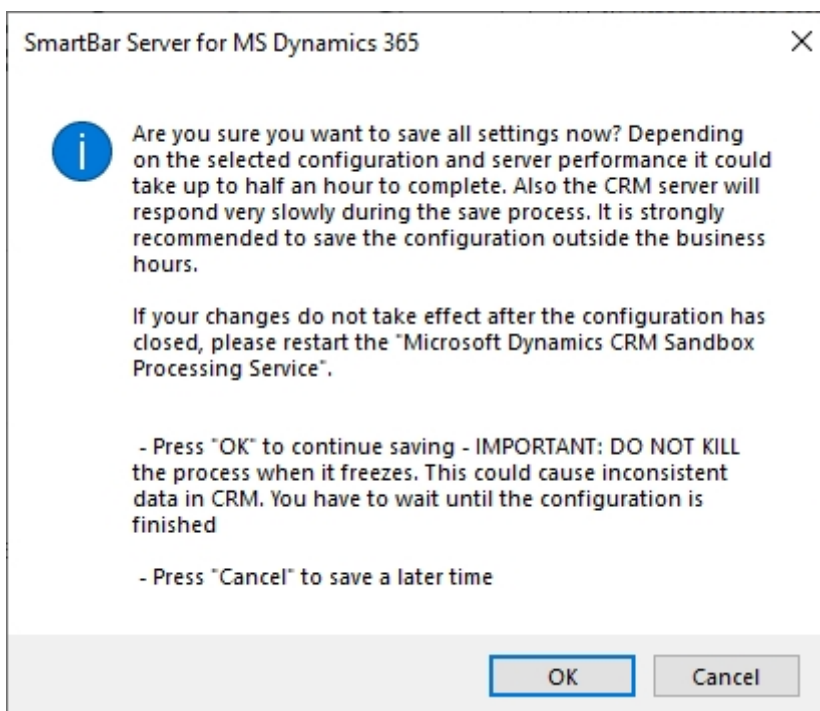 SmartBar Server for MS Dynamics 365
Are you sure you want to save all settings now? Depending
on the selected configuration and server performance it could
take up to half an hour to complete. Also the CRM server will
respond very slowly during the save process. It is strongly
recommended to save the configuration outside the business
hours.
If your changes do not take effect after the configuration has
closed, please restart the "Microsoft Dynamics CRM Sandbox
Processing Service".
- Press "OK" to continue saving - IMPORTANT: DO NOT KILL
the process when it freezes. This could cause inconsistent
data in CRM. You have to wait until the configuration is
finished
- Press "Cancel" to save a later time
OK Cancel